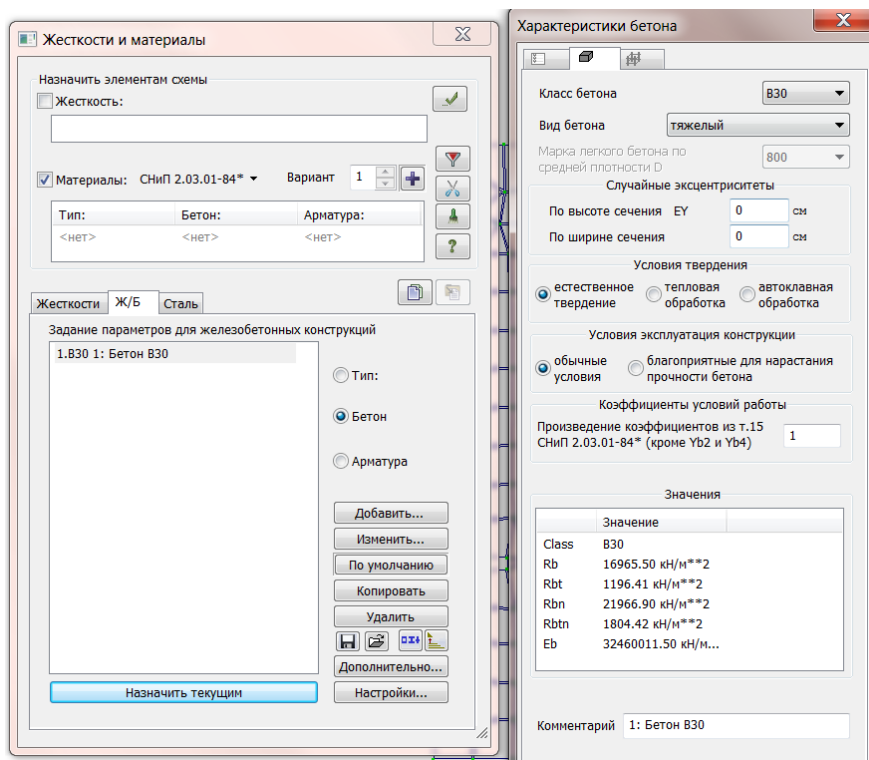 Жесткости и материалы
Назначить элементам схемы
Жесткость:
Материалы: СНиП 2.03.01-84* Вариант 1
Тип: Бетон: Арматура:
<нет> <нет> <нет>
Жесткости Ж/Б Сталь
Задание параметров для железобетонных конструкций
1.B30 1: Бетон B30
Тип:
Бетон
Арматура
Добавить...
Изменить...
По умолчанию
Копировать
Удалить
Дополнительно...
Назначить текущим
Настройки...
Характеристики бетона
Класс бетона B30
Вид бетона тяжелый
Марка легкого бетона по
средней плотности D 800
Случайные эксцентриситеты
По высоте сечения EY 0 см
По ширине сечения 0 см
Условия твердения
естественное тепловая автоклавная
твердение обработка обработка
Условия эксплуатация конструкции
обычные благоприятные для нарастания
условия прочности бетона
Коэффициенты условий работы
Произведение коэффициентов из т.15
СНиП 2.03.01-84* (кроме Yb2 и Yb4) 1
Значения
Значение
Class B30
Rb 16965.50 кН/м**2
Rbt 1196.41 кН/м**2
Rbn 21966.90 кН/м**2
Rbtn 1804.42 кН/м**2
Eb 32460011.50 кН/м...
Комментарий 1: Бетон B30